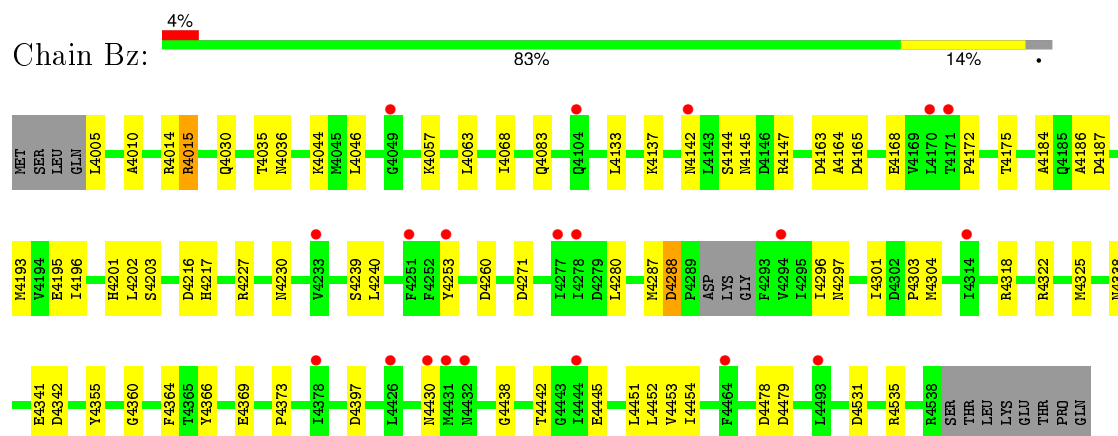 4%
Chain Bz:
83%
14%
MET SER LEU GLN L4005 A4010 R4014 R4015 Q4030 T4035 N4036 K4044 M4045 L4046 G4049 K4057 L4063 I4068 Q4083 Q4104 L4133 K4137 N4142 L4143 S4144 N4145 D4146 R4147 D4163 A4164 D4165 E4168 V4169 L4170 T4171 P4172 T4175 A4184 Q4185 A4186 D4187
M4193 V4194 E4195 I4196 H4201 L4202 S4203 D4216 H4217 R4227 N4230 V4233 S4239 L4240 F4251 F4252 Y4253 D4260 D4271 I4277 I4278 D4279 L4280 M4287 D4288 P4289 ASP LYS GLY F4293 V4294 I4295 I4296 N4297 I4301 D4302 P4303 M4304 I4314 R4318 R4322 M4325 N4338
E4341 D4342 Y4355 G4360 F4364 T4365 Y4366 E4369 P4373 I4378 D4397 L4426 N4430 M4431 N4432 G4438 T4442 G4443 I4444 E4445 L4451 L4452 V4453 I4454 F4464 D4478 D4479 L4493 D4531 R4535 R4538 SER THR LEU LYS GLU THR PRO GLN